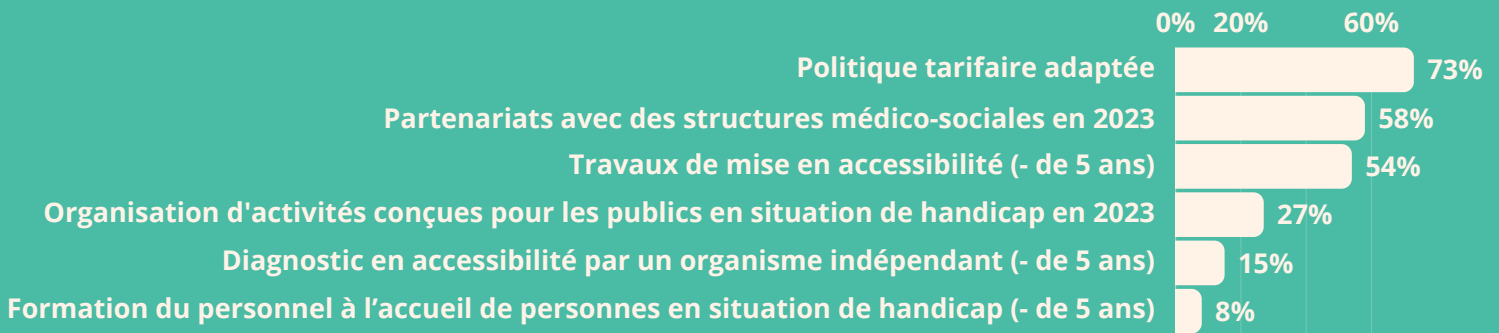 0% 20% 60%
Politique tarifaire adaptée 73%
Partenariats avec des structures médico-sociales en 2023 58%
Travaux de mise en accessibilité (- de 5 ans) 54%
Organisation d'activités conçues pour les publics en situation de handicap en 2023 27%
Diagnostic en accessibilité par un organisme indépendant (- de 5 ans) 15%
Formation du personnel à l’accueil de personnes en situation de handicap (- de 5 ans) 8%